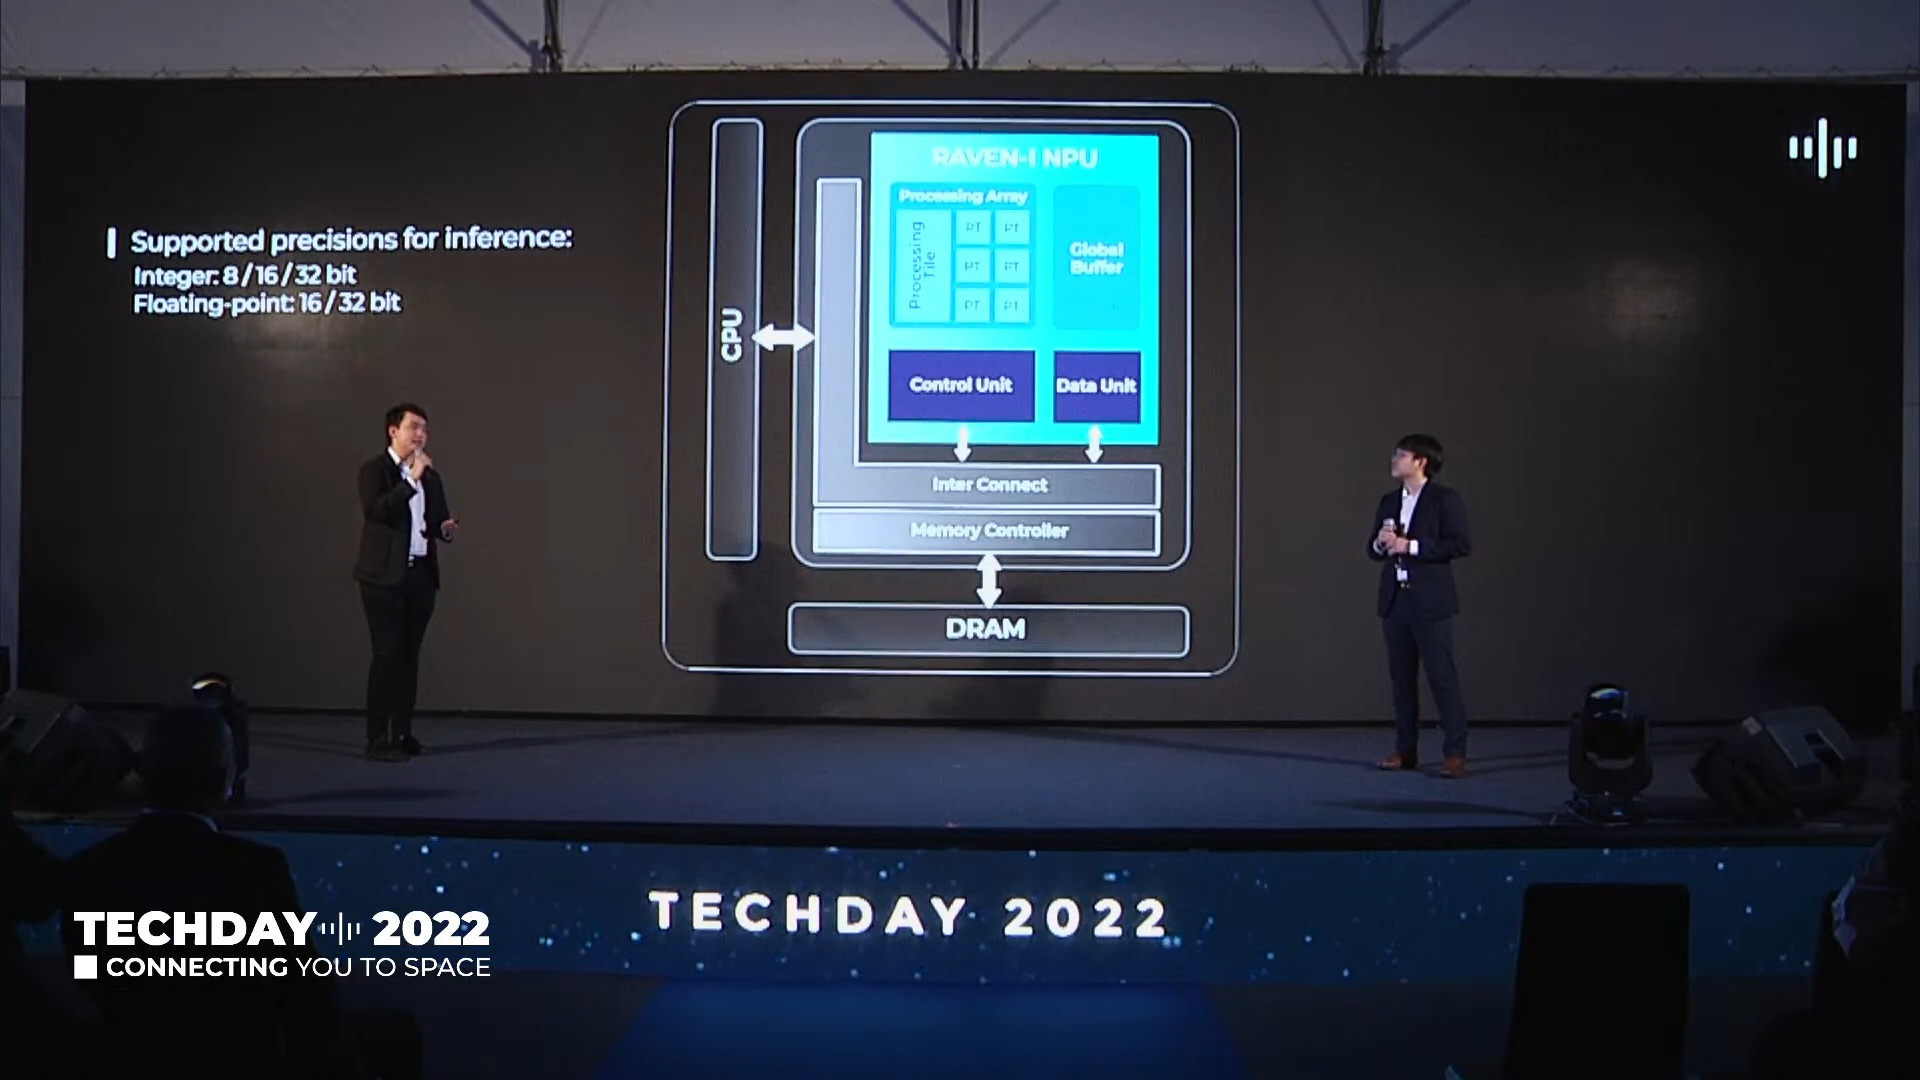 Supported precisions for inference:
Integer: 8/16/32 bit
Floating-point: 16/32 bit
CPU
RAVEN-I NPU
Processing Array
Processing
Tile
PT PT
PT PT
PT PT
Global
Buffer
Control Unit
Data Unit
Inter Connect
Memory Controller
DRAM
TECHDAY 2022
TECHDAY 2022
CONNECTING YOU TO SPACE